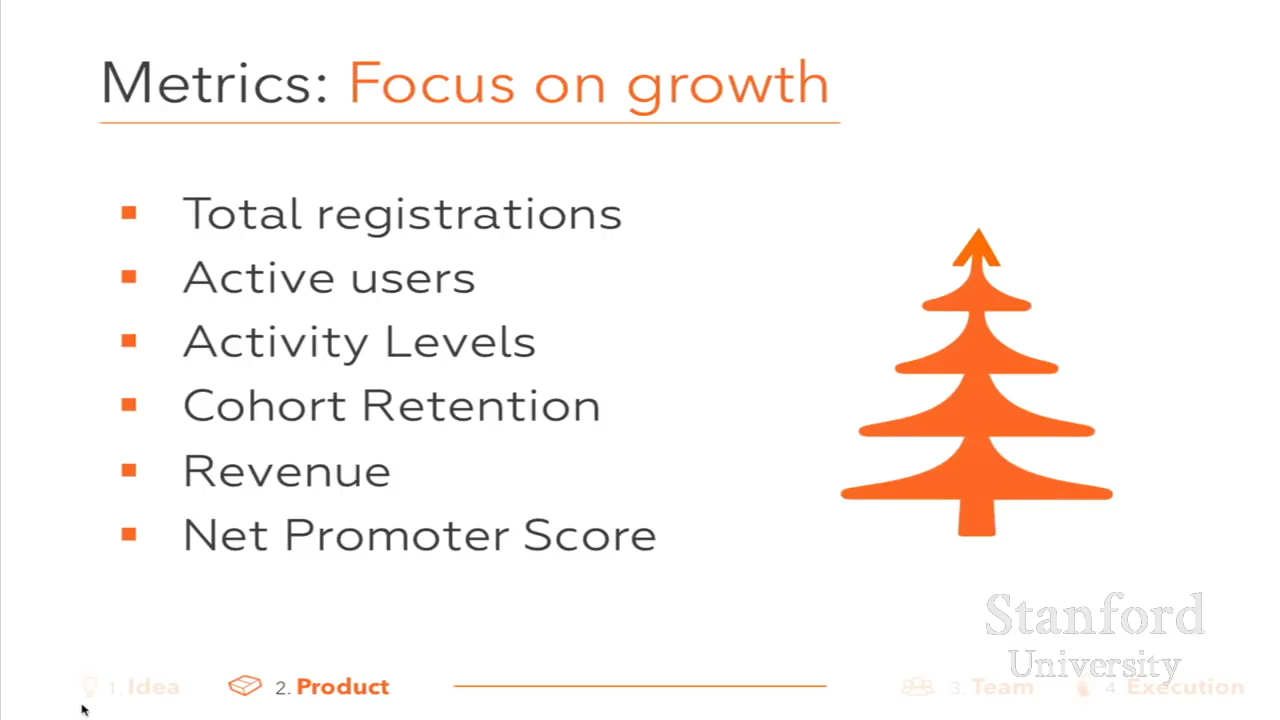 Metrics: Focus on growth
Total registrations
Active users
Activity Levels
Cohort Retention
Revenue
Net Promoter Score
Stanford
University
1. Idea
2. Product
3. Team
4. Execution